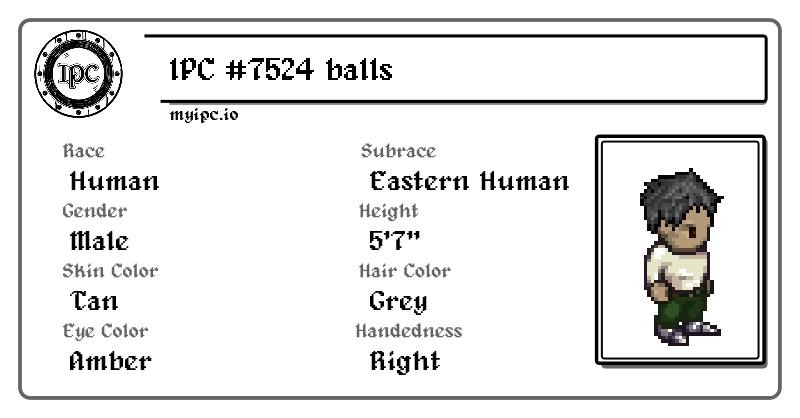 IPC
IPC #7524 balls
myipc.io
Race
Human
Subrace
Eastern Human
Gender
Male
Height
5'7"
Skin Color
Tan
Hair Color
Grey
Eye Color
Amber
Handedness
Right